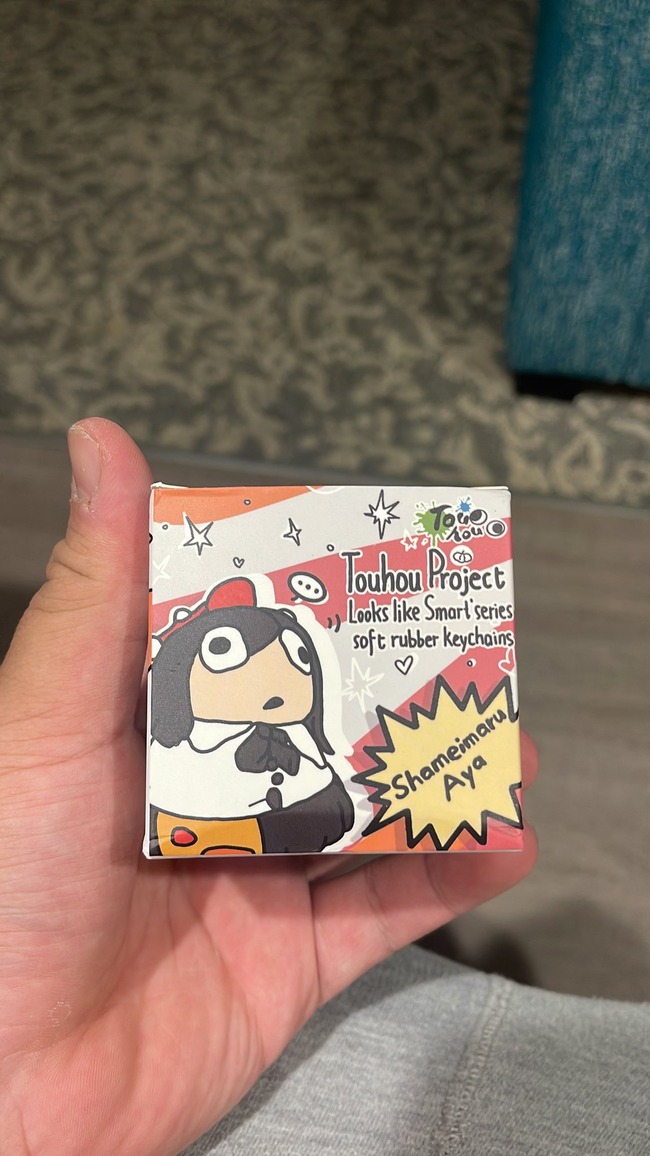 Touhou Project
Looks like Smart' series
soft rubber keychains
Shameimaru
Aya